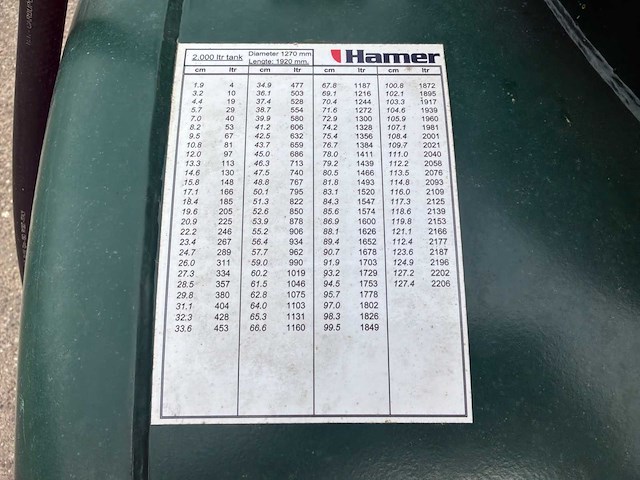 2.000 ltr tank Diameter 1270 mm Hamer
Lengte: 1920 mm.
cm ltr cm ltr cm ltr cm ltr
1.9 4 34.9 477 67.8 1187 100.8 1872
3.2 10 36.1 503 69.1 1216 102.1 1895
4.4 19 37.4 528 70.4 1244 103.3 1917
5.7 29 38.7 554 71.6 1272 104.6 1939
7.0 40 39.9 580 72.9 1300 105.9 1960
8.2 53 41.2 606 74.2 1328 107.1 1981
9.5 67 42.5 632 75.4 1356 108.4 2001
10.8 81 43.7 659 76.7 1384 109.7 2021
12.0 97 45.0 686 78.0 1411 111.0 2040
13.3 113 46.3 713 79.2 1439 112.2 2058
14.6 130 47.5 740 80.5 1466 113.5 2076
15.8 148 48.8 767 81.8 1493 114.8 2093
17.1 166 50.1 795 83.1 1520 116.0 2109
18.4 185 51.3 822 84.3 1547 117.3 2125
19.6 205 52.6 850 85.6 1574 118.6 2139
20.9 225 53.9 878 86.9 1600 119.8 2153
22.2 246 55.2 906 88.1 1626 121.1 2166
23.4 267 56.4 934 89.4 1652 112.4 2177
24.7 289 57.7 962 90.7 1678 123.6 2187
26.0 311 59.0 990 91.9 1703 124.9 2196
27.3 334 60.2 1019 93.2 1729 127.2 2202
28.5 357 61.5 1046 94.5 1753 127.4 2206
29.8 380 62.8 1075 95.7 1778
31.1 404 64.0 1103 97.0 1802
32.3 428 65.3 1131 98.3 1826
33.6 453 66.6 1160 99.5 1849